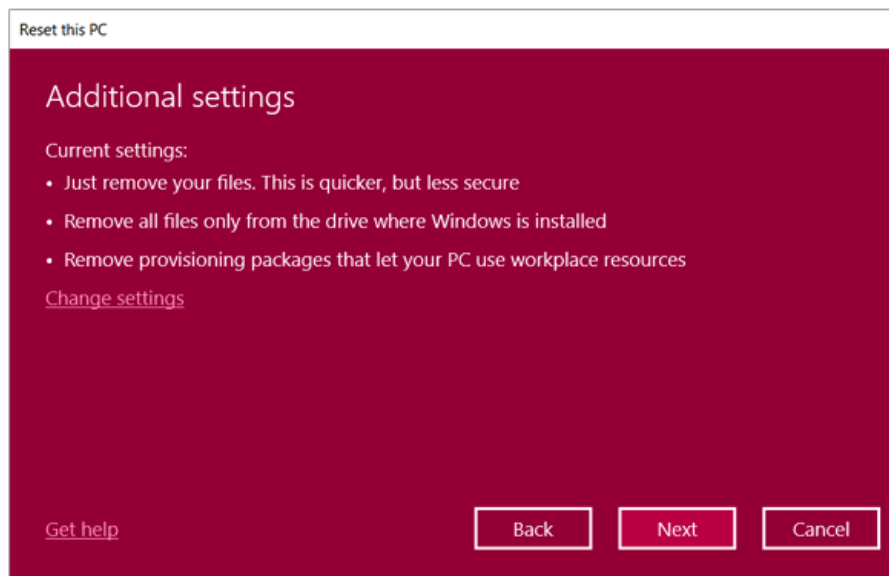 Reset this PC
Additional settings
Current settings:
• Just remove your files. This is quicker, but less secure
• Remove all files only from the drive where Windows is installed
• Remove provisioning packages that let your PC use workplace resources
Change settings
Get help
Back
Next
Cancel